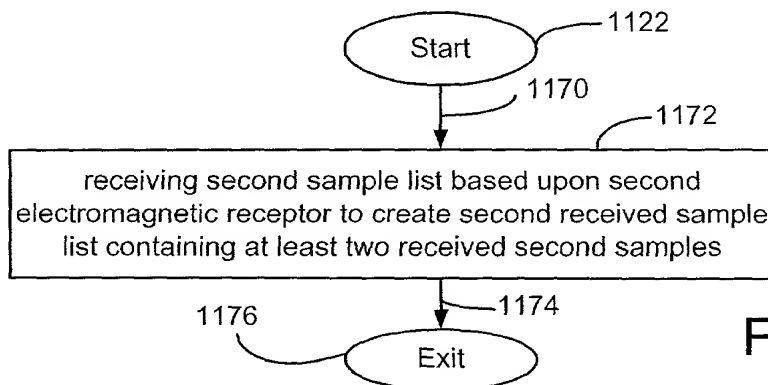 Start
1122
1170
1172
receiving second sample list based upon second
electromagnetic receptor to create second received sample
list containing at least two received second samples
1174
1176
Exit
F